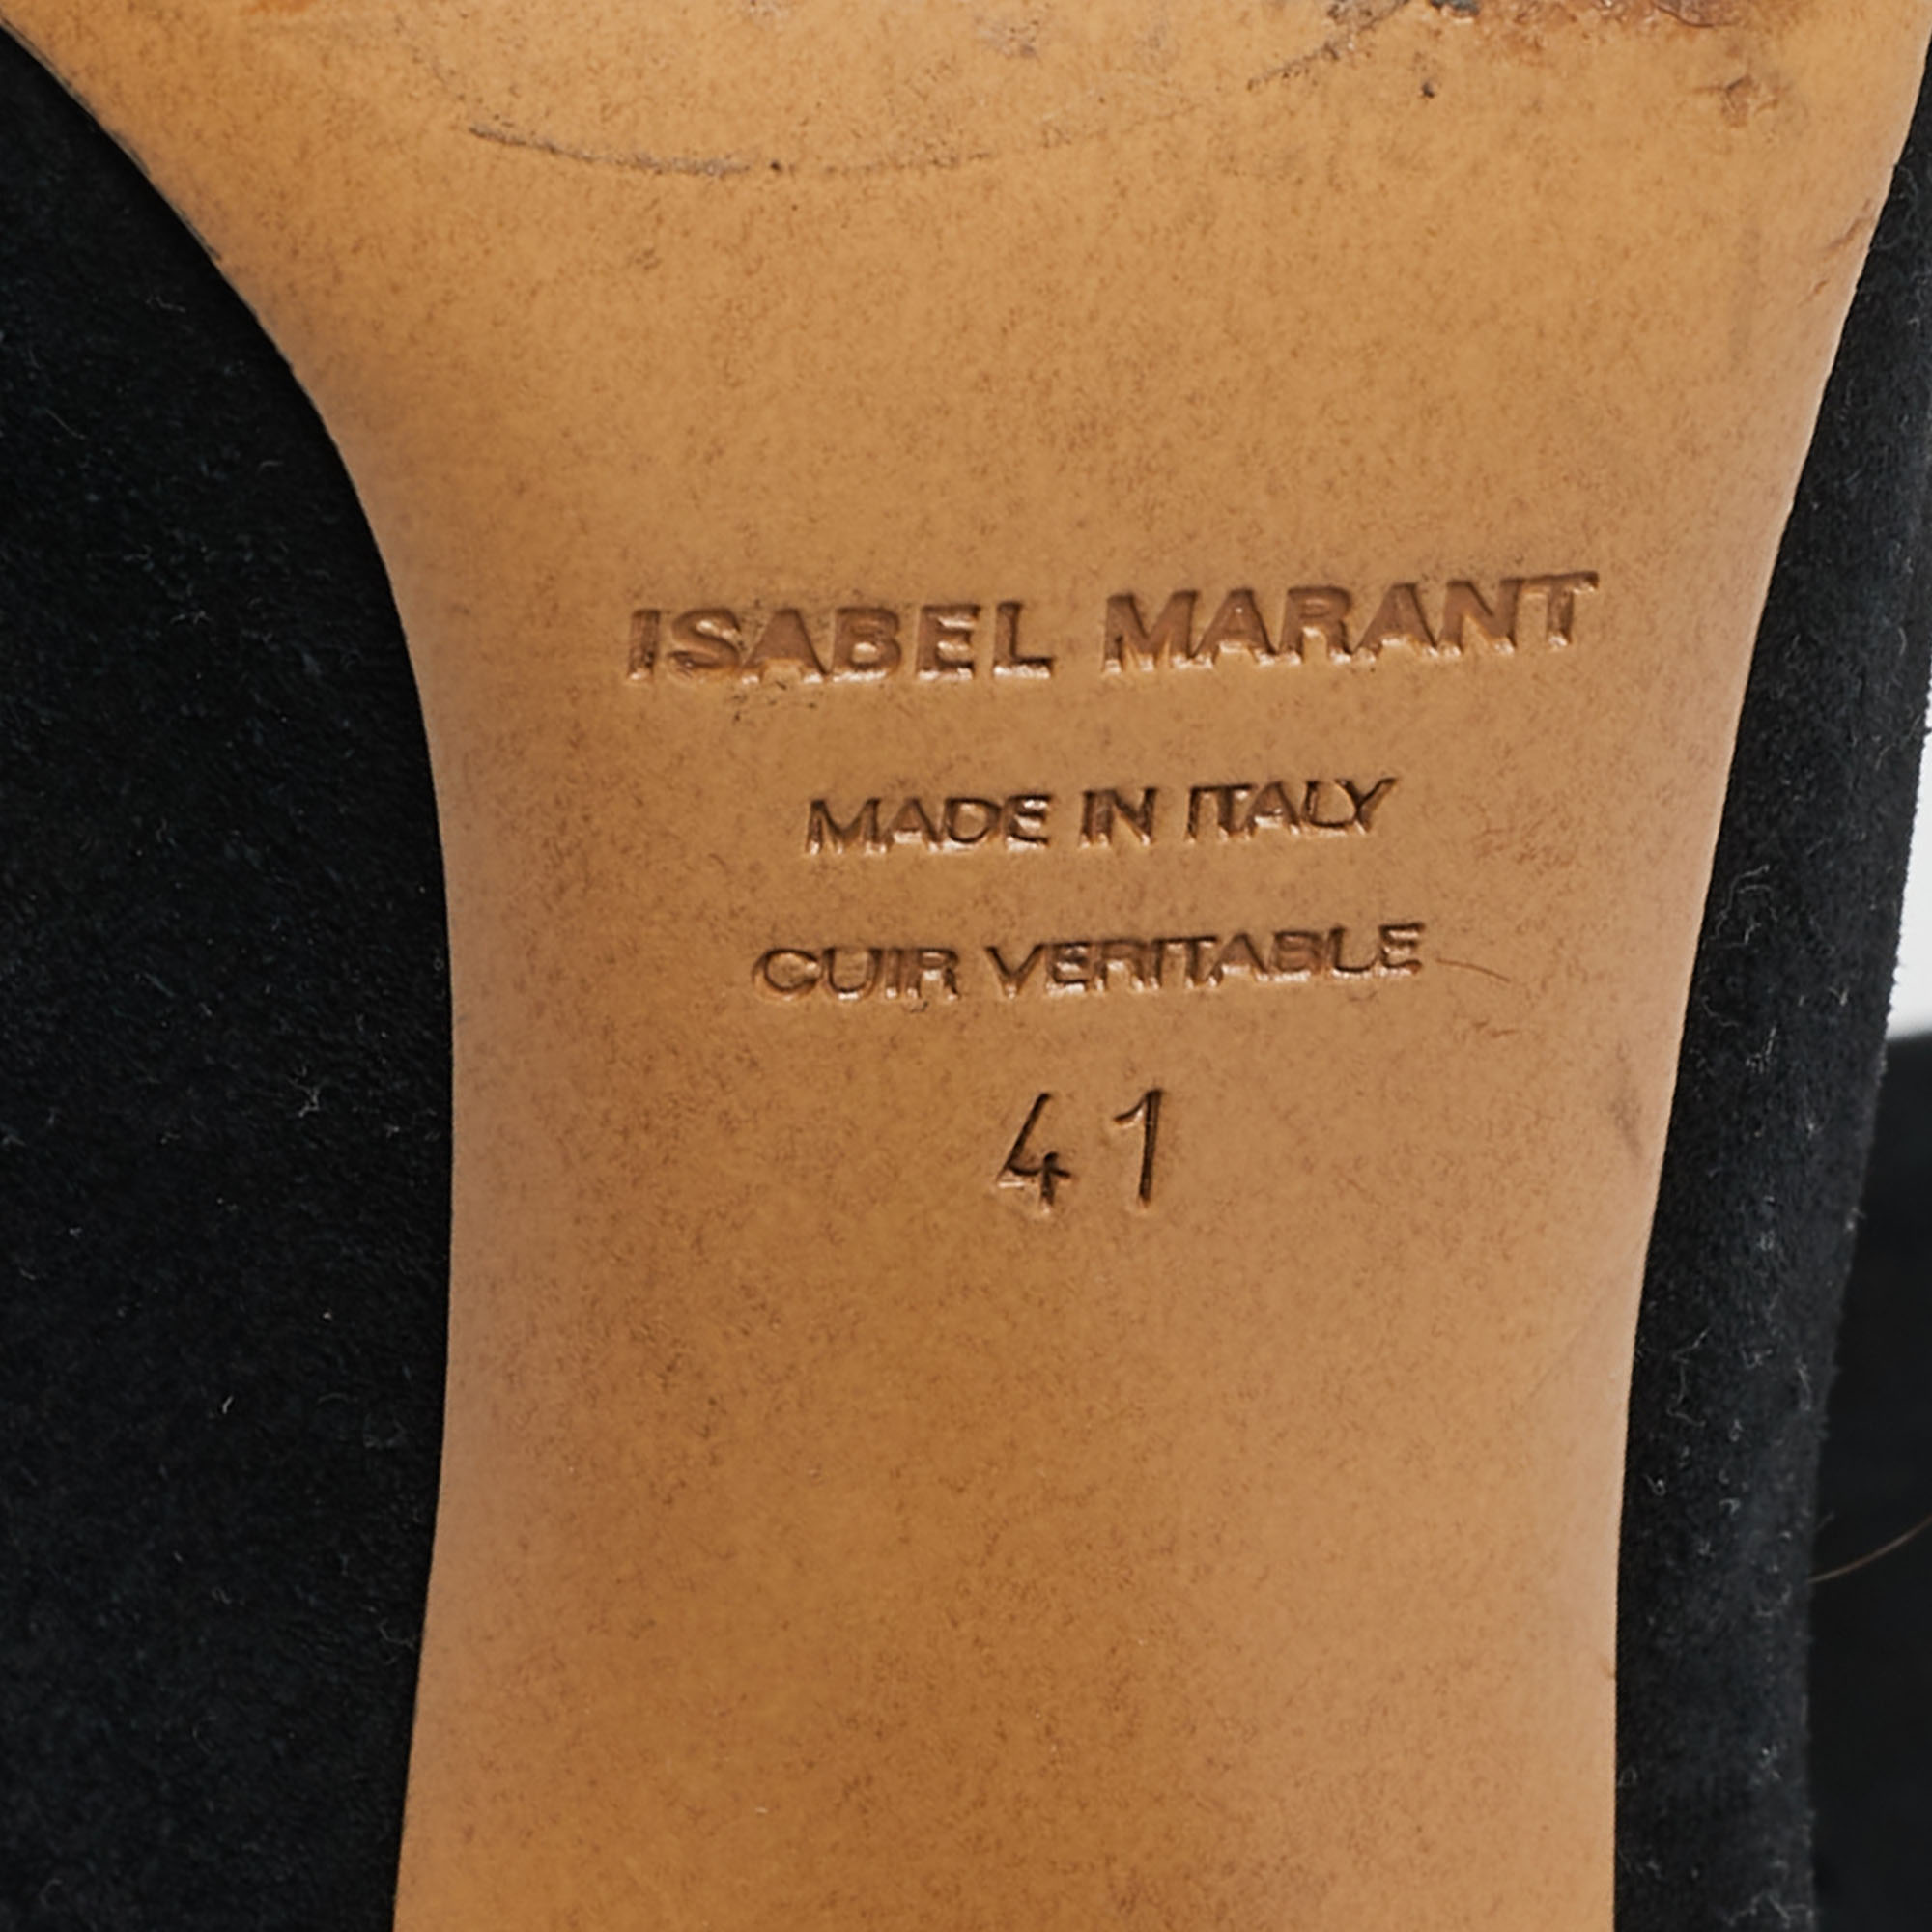 ISABEL MARANT
MADE IN ITALY
CUIR VERITABLE
41